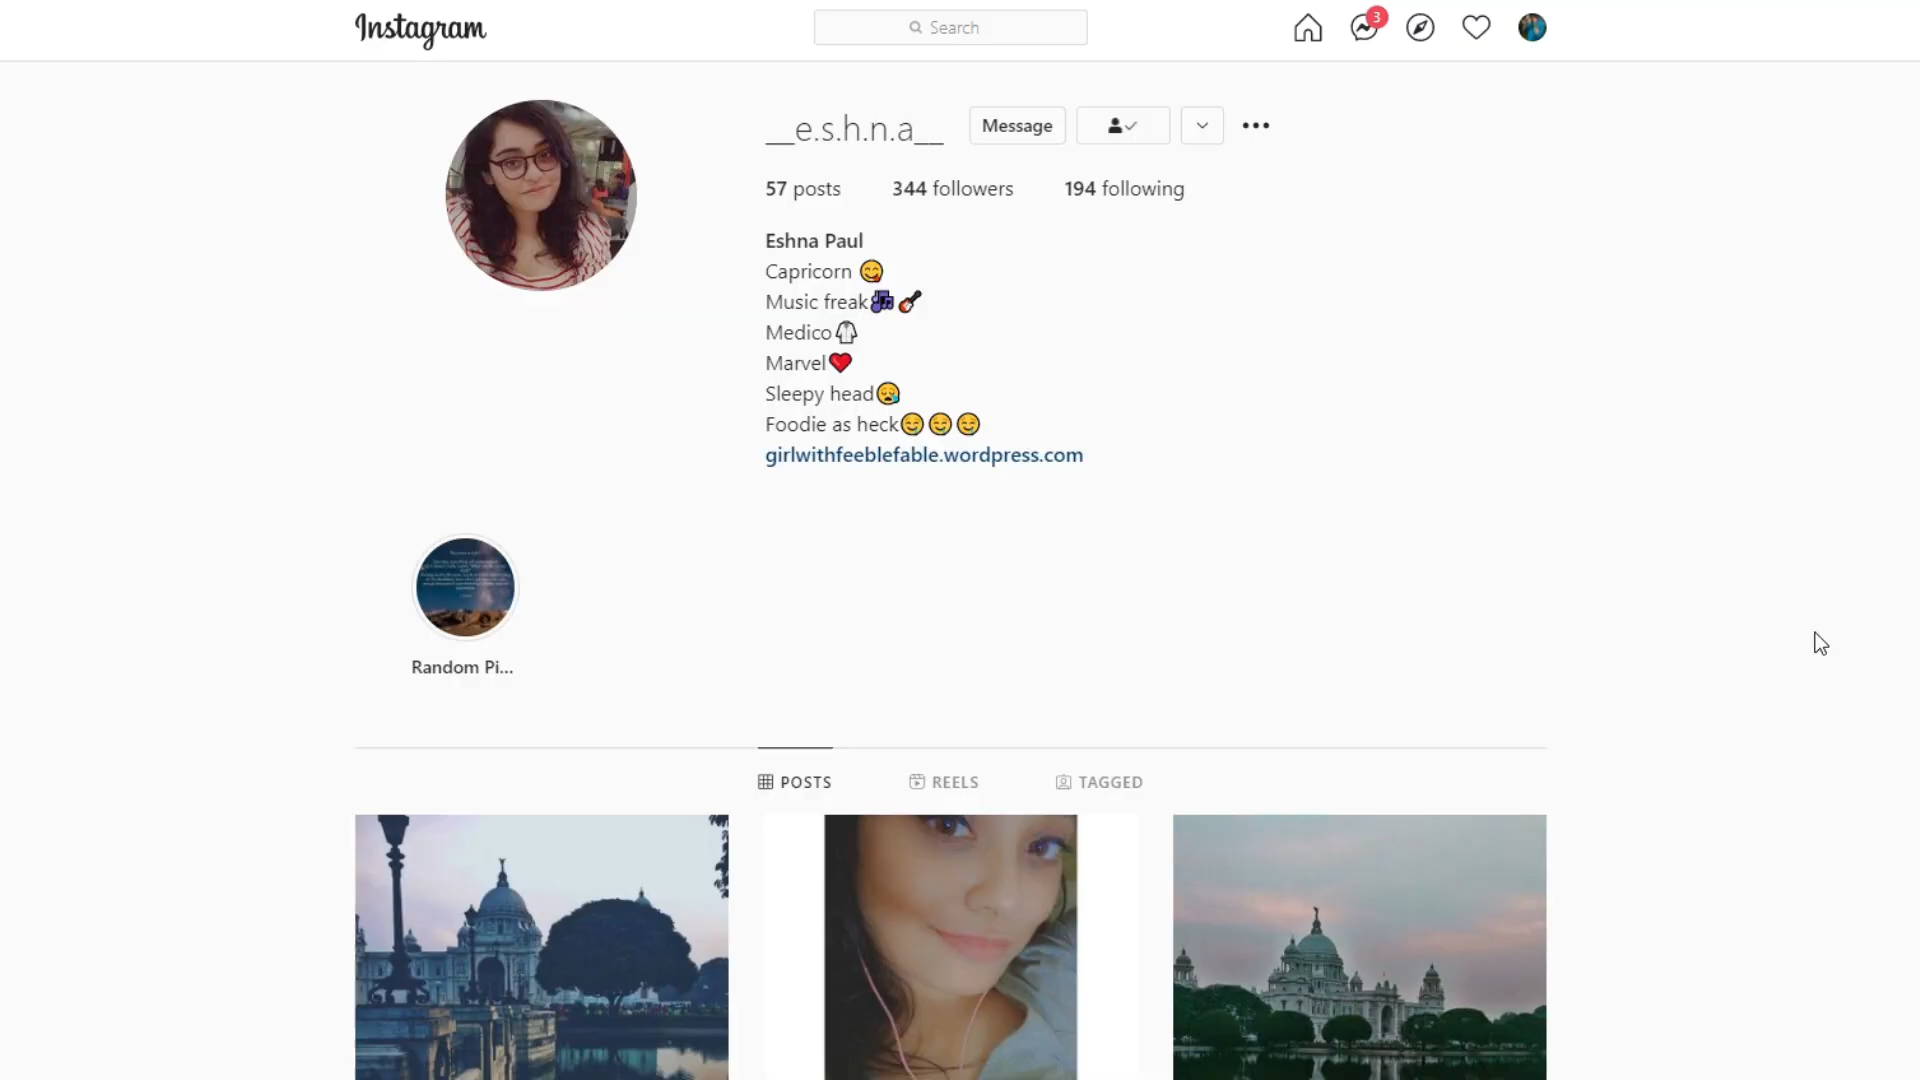 Instagram
Search
3
__e.s.h.n.a__
Message
57 posts 344 followers 194 following
Eshna Paul
Capricorn 😋
Music freak🎶🎸
Medico🥼
Marvel❤️
Sleepy head😪
Foodie as heck🤤🤤🤤
girlwithfeeblefable.wordpress.com
Random Pi...
POSTS REELS TAGGED